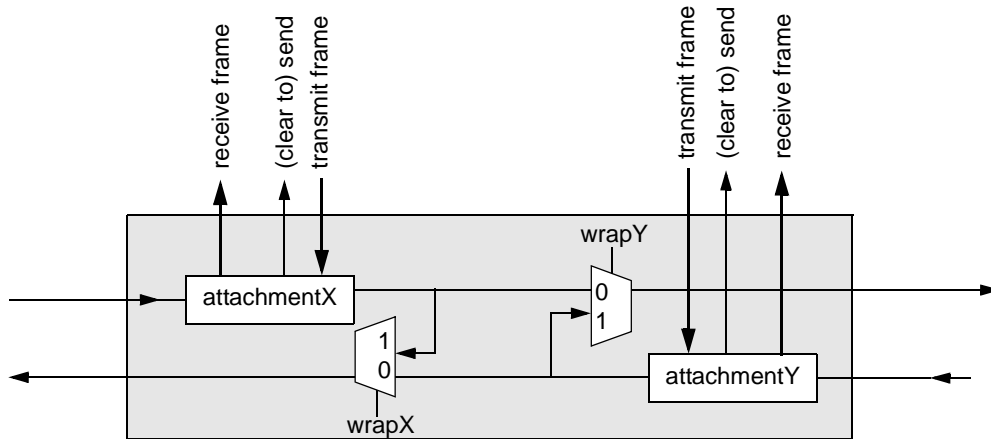 receive frame
(clear to) send
transmit frame
transmit frame
(clear to) send
receive frame
wrapY
attachmentX
0
1
1
0
attachmentY
wrapX